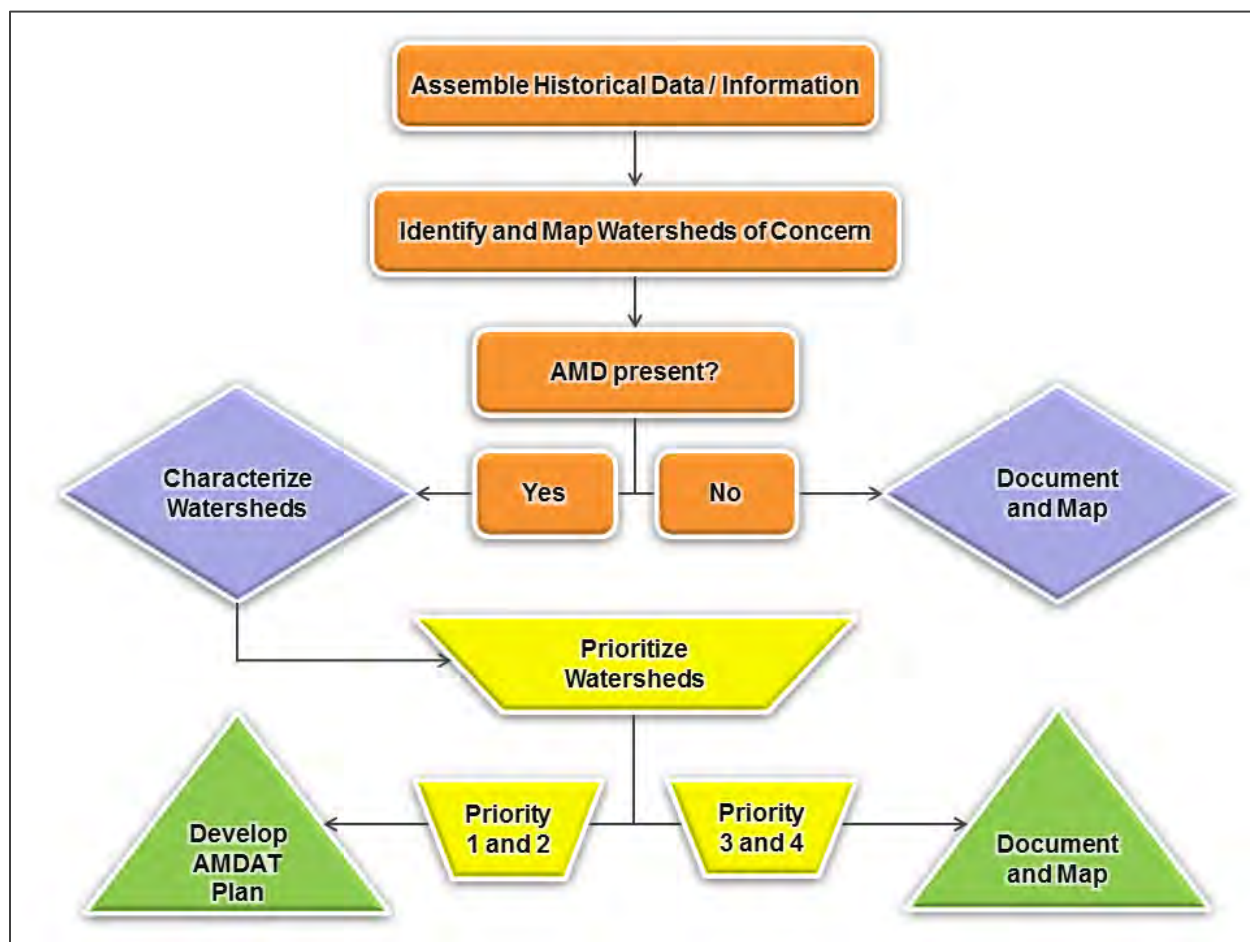 Assemble Historical Data / Information
Identify and Map Watersheds of Concern
AMD present?
Characterize
Watersheds
Yes
No
Document
and Map
Prioritize
Watersheds
Develop
AMDAT
Plan
Priority
1 and 2
Priority
3 and 4
Document
and Map